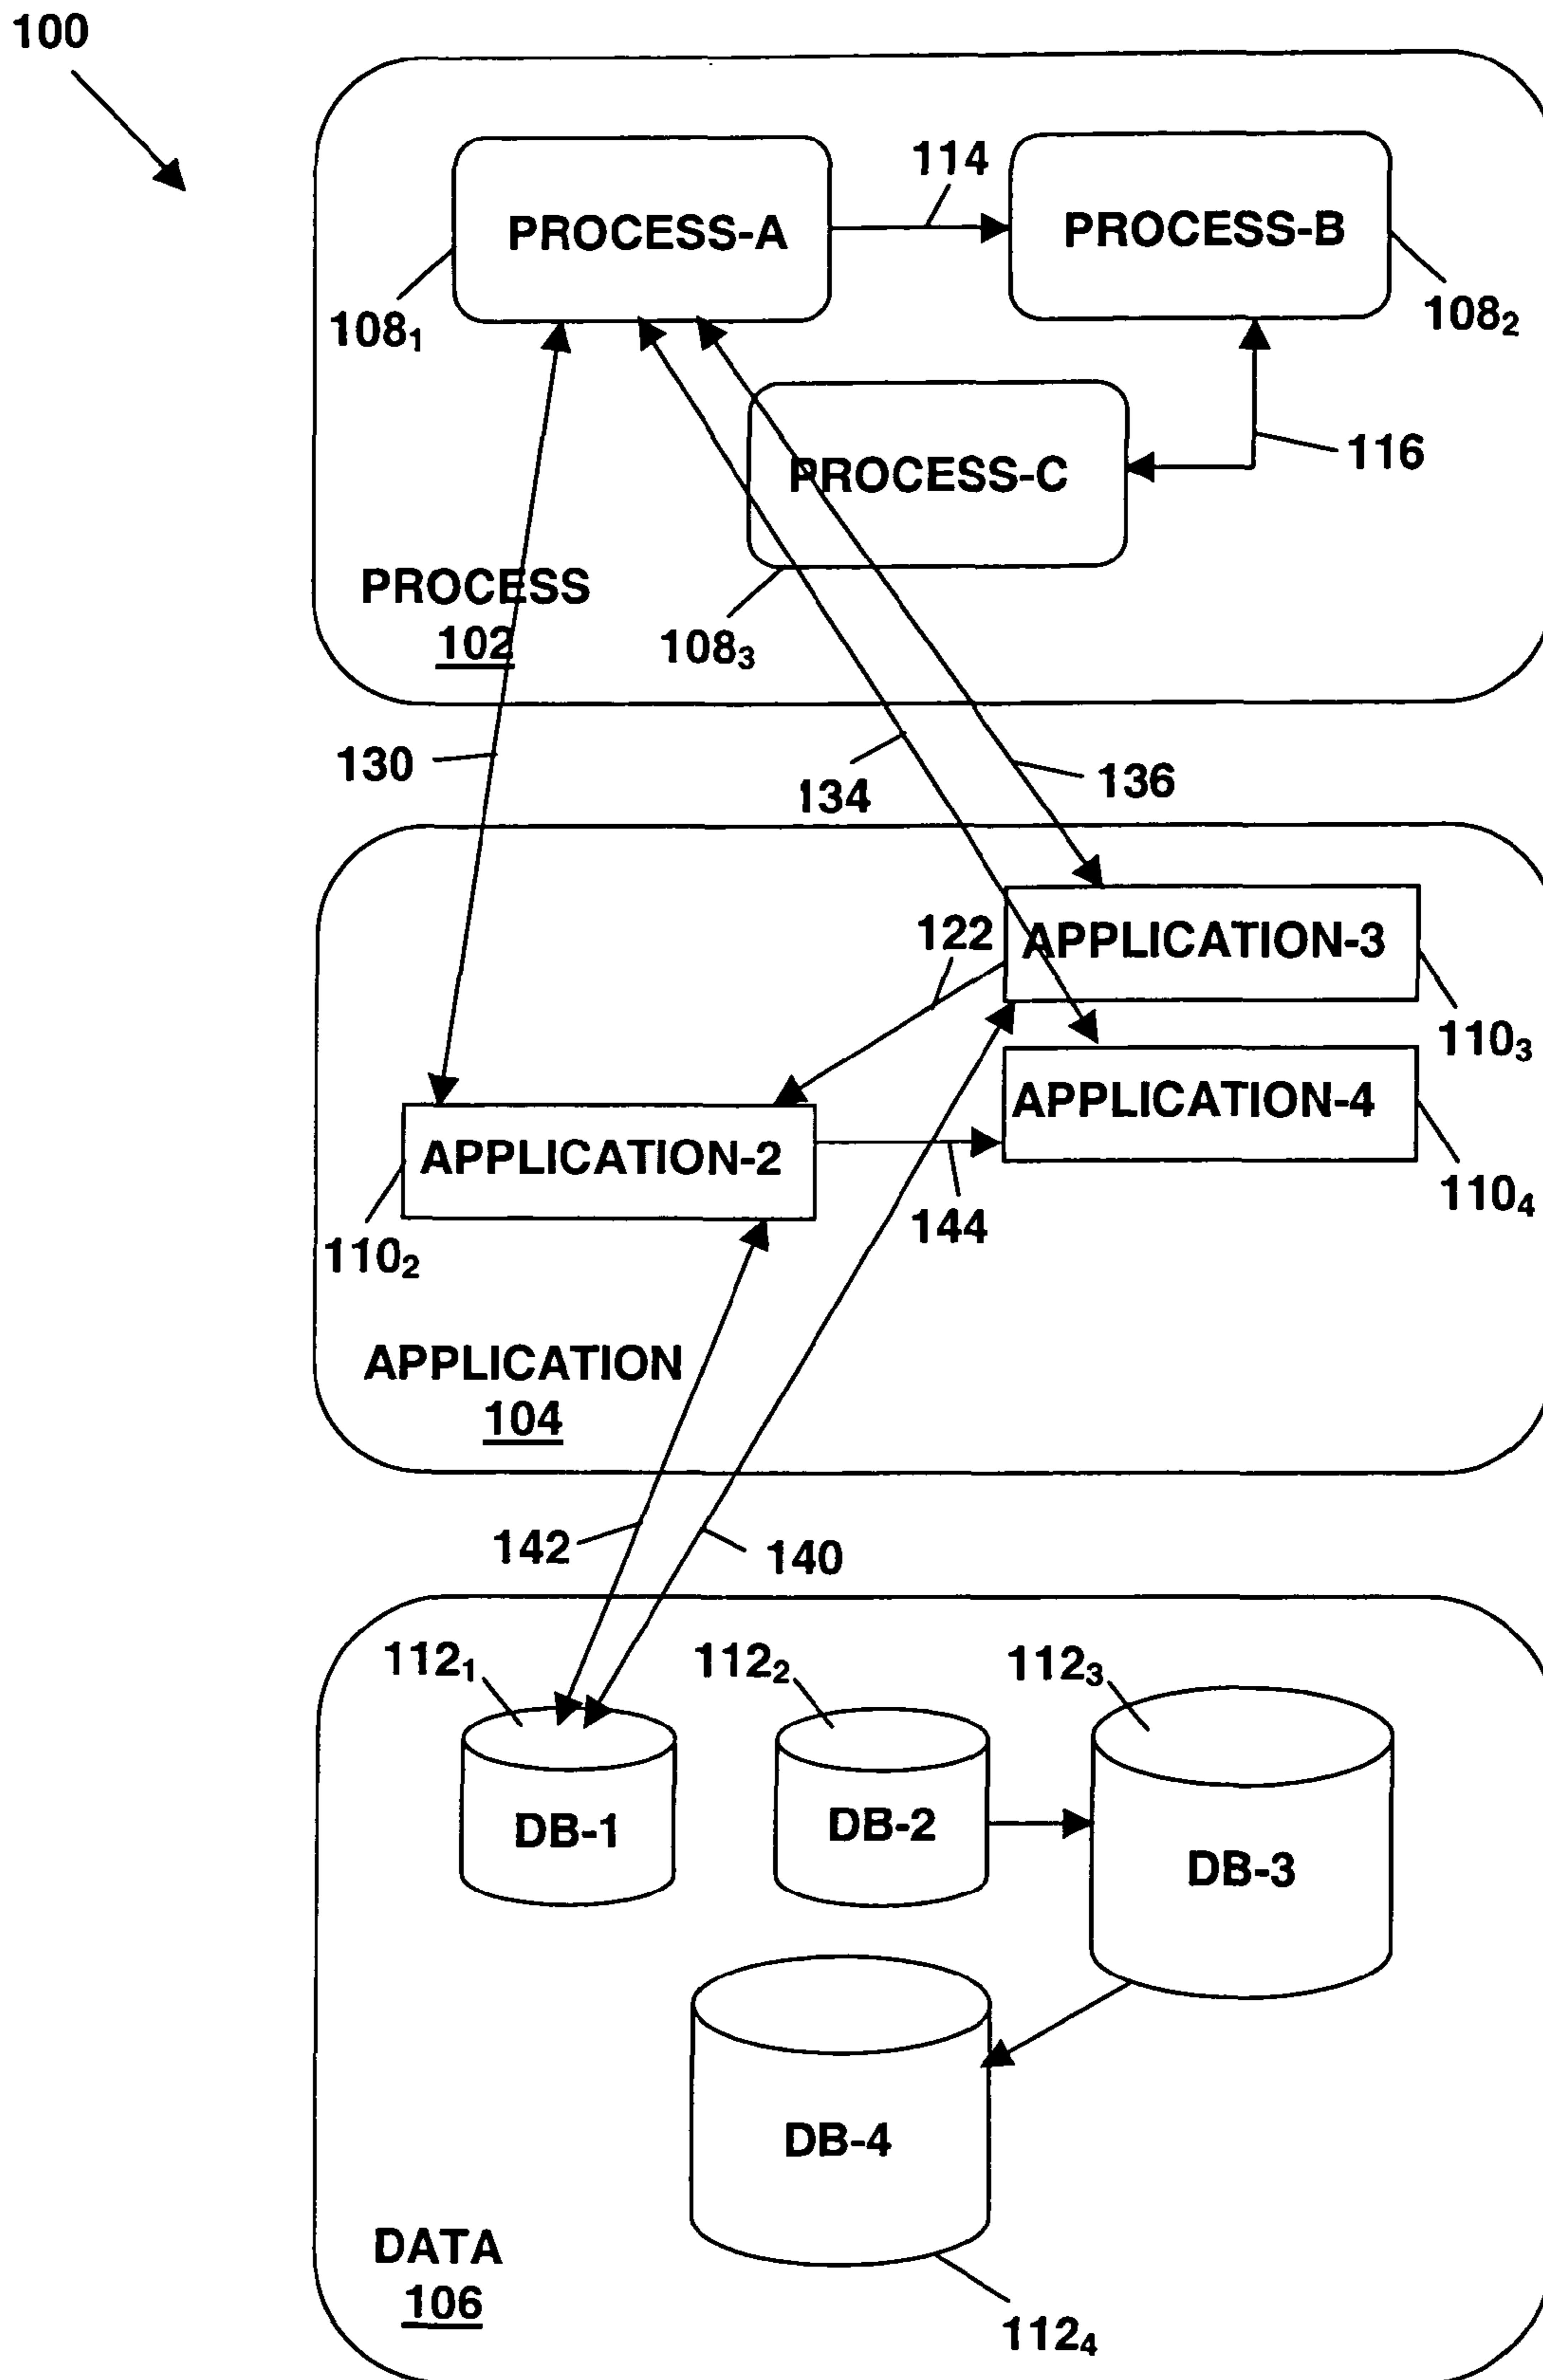 100
114
PROCESS-A
PROCESS-B
108₁
108₂
116
PROCESS-C
PROCESS
102
108₃
130
134
136
122
APPLICATION-3
110₃
APPLICATION-4
APPLICATION-2
110₄
144
110₂
APPLICATION
104
142
140
112₁
112₂
112₃
DB-1
DB-2
DB-3
DB-4
DATA
106
112₄